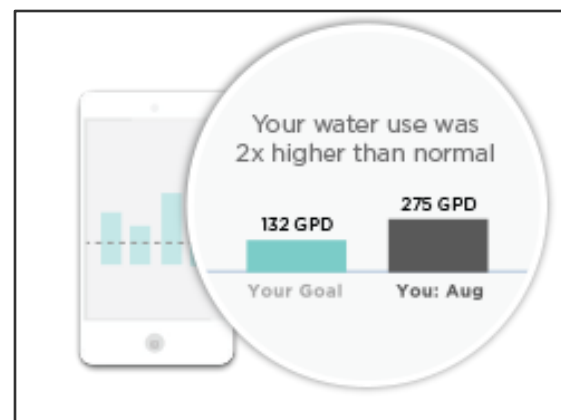 Your water use was
2x higher than normal
275 GPD
132 GPD
Your Goal You: Aug